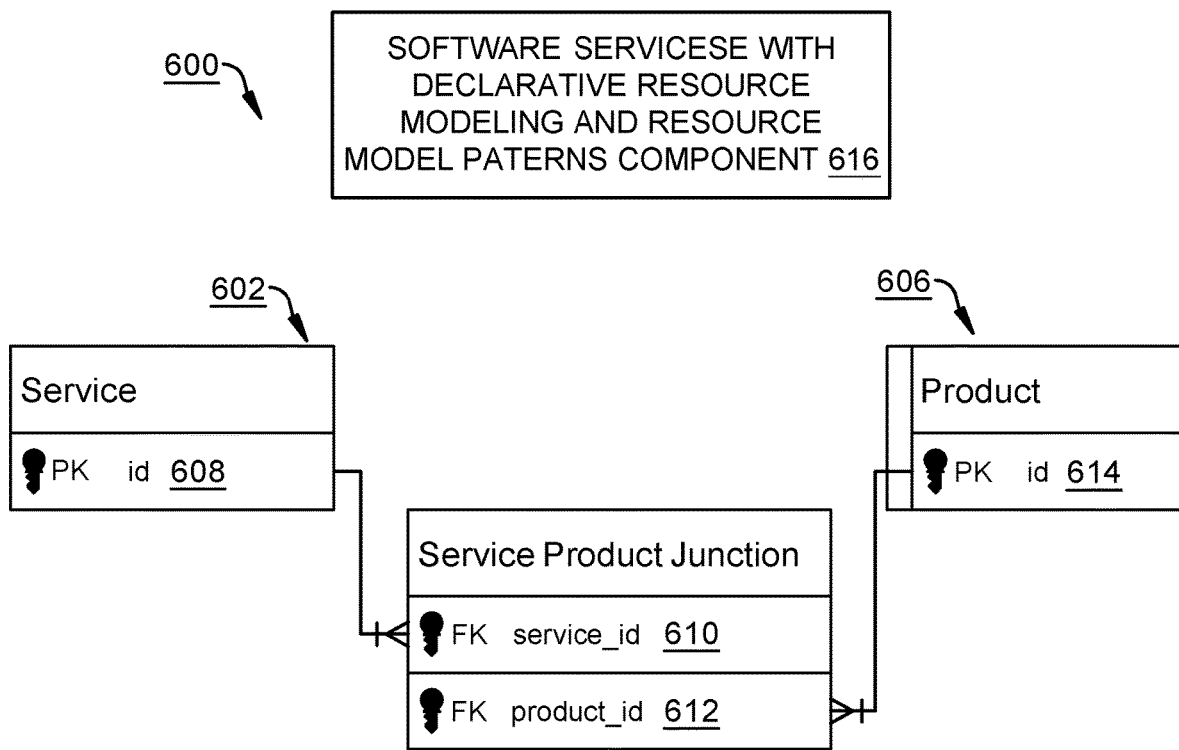 600
SOFTWARE SERVICESE WITH
DECLARATIVE RESOURCE
MODELING AND RESOURCE
MODEL PATERNS COMPONENT 616
602
606
Service
PK id 608
Product
PK id 614
Service Product Junction
FK service_id 610
FK product_id 612